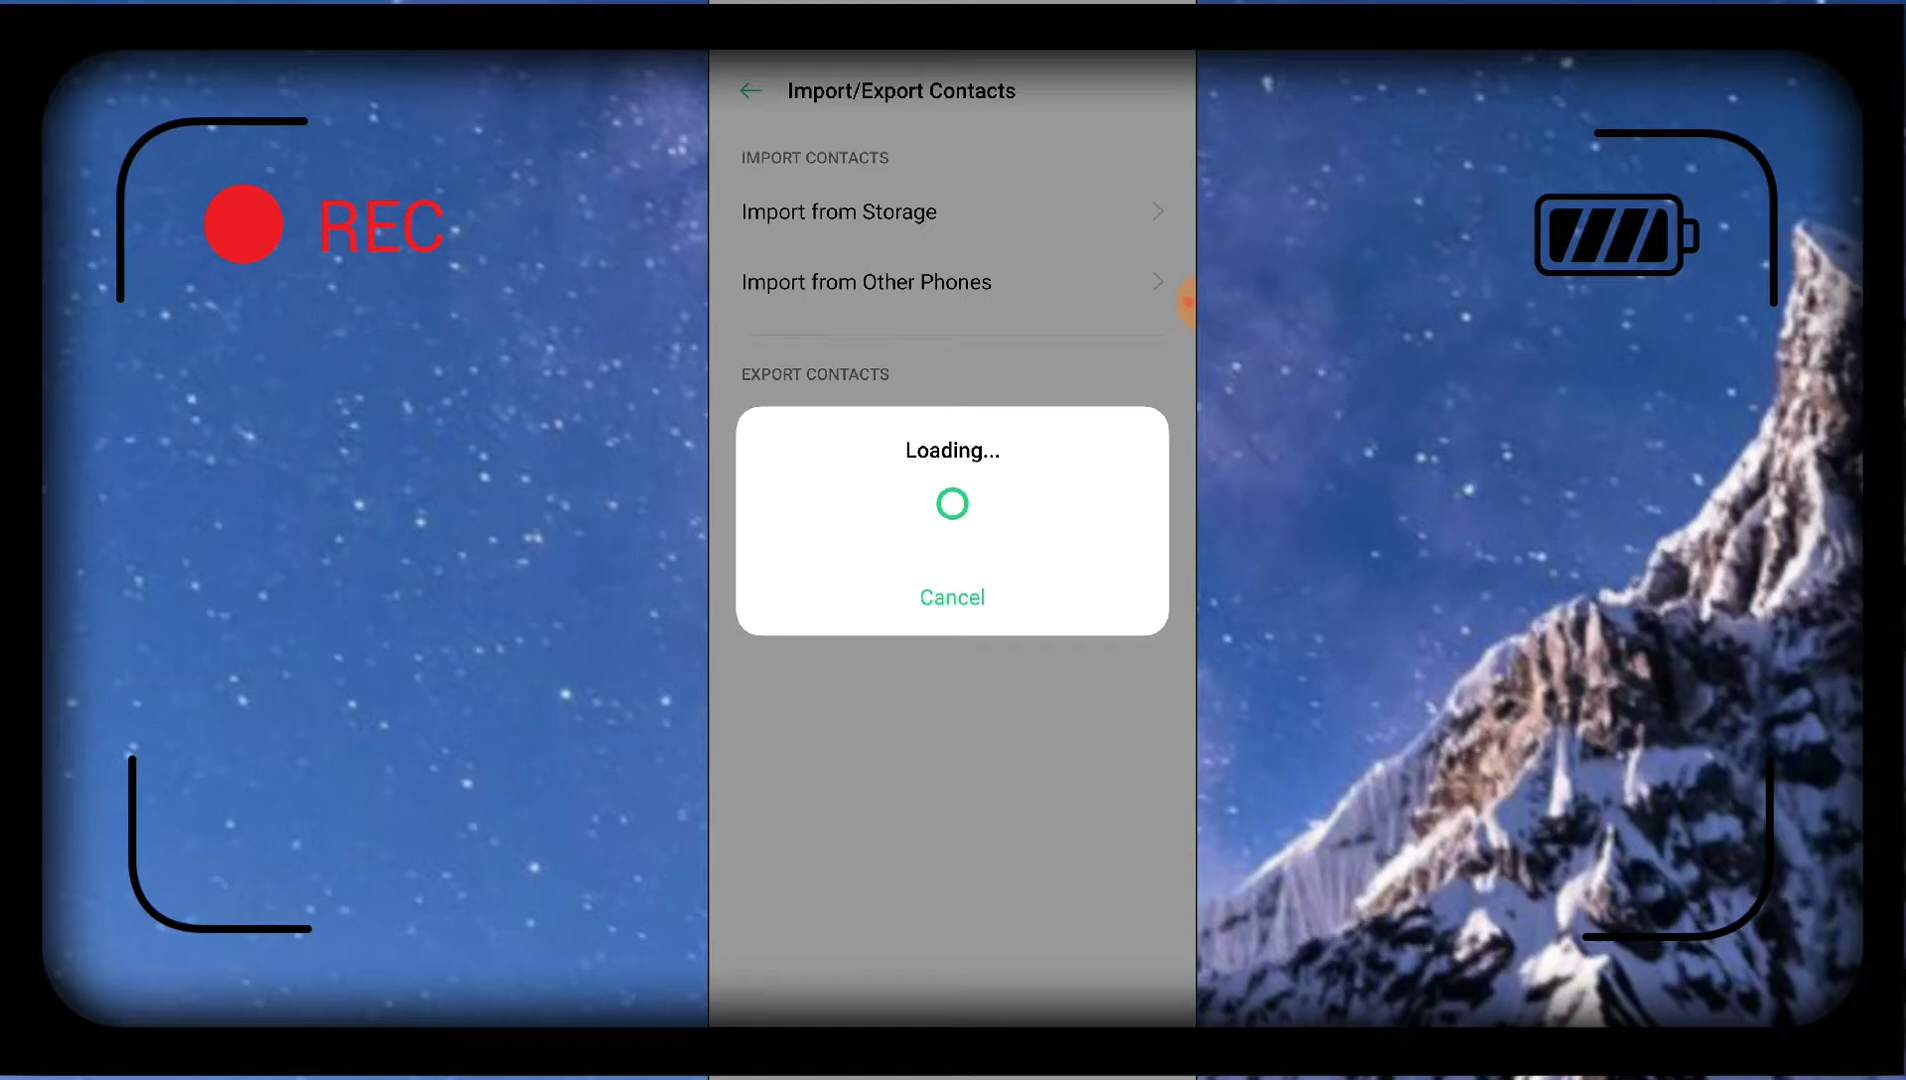 Import/Export Contacts
IMPORT CONTACTS
REC
Import from Storage
Import from Other Phones
EXPORT CONTACTS
Loading...
Cancel